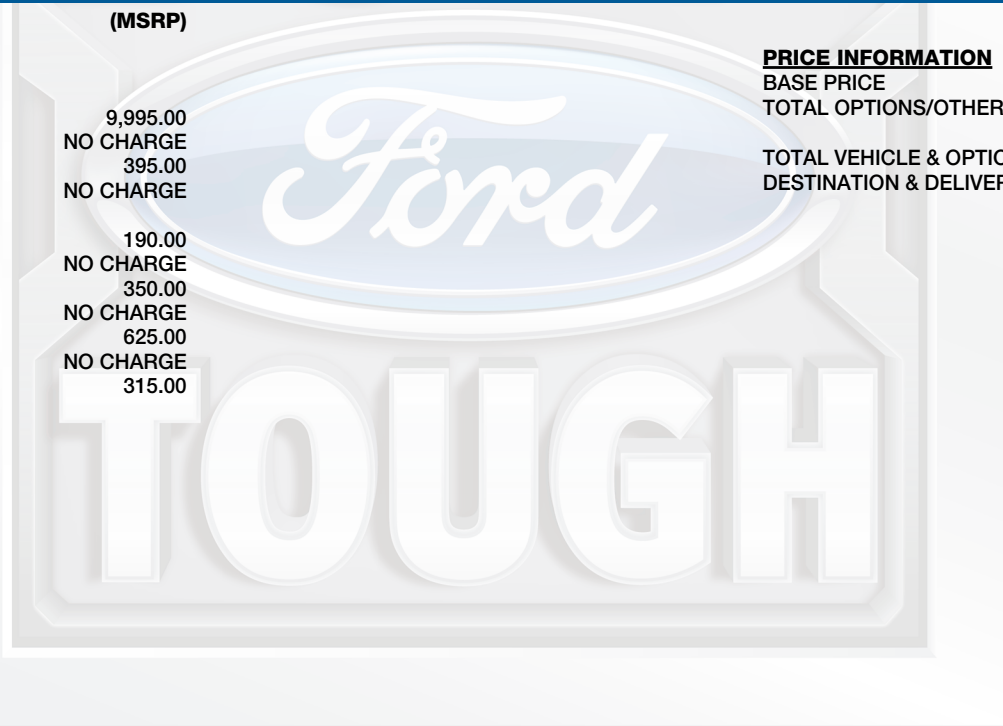 (MSRP)
9,995.00
NO CHARGE
395.00
NO CHARGE
190.00
NO CHARGE
350.00
NO CHARGE
625.00
NO CHARGE
315.00
PRICE INFORMATION
BASE PRICE
TOTAL OPTIONS/OTHER
TOTAL VEHICLE & OPTIO
DESTINATION & DELIVER
Ford
TOUGH